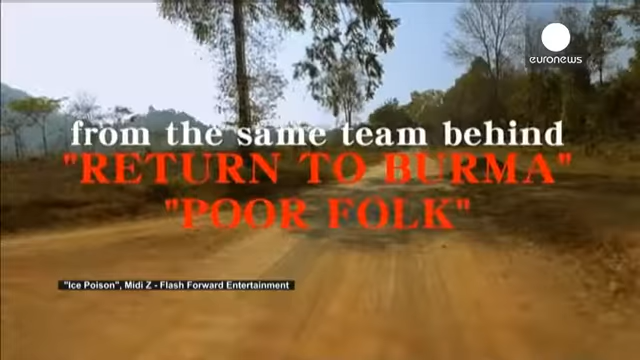 euronews
from the same team behind
"RETURN TO BURMA"
"POOR FOLK"
"Ice Poison", Midi Z - Flash Forward Entertainment